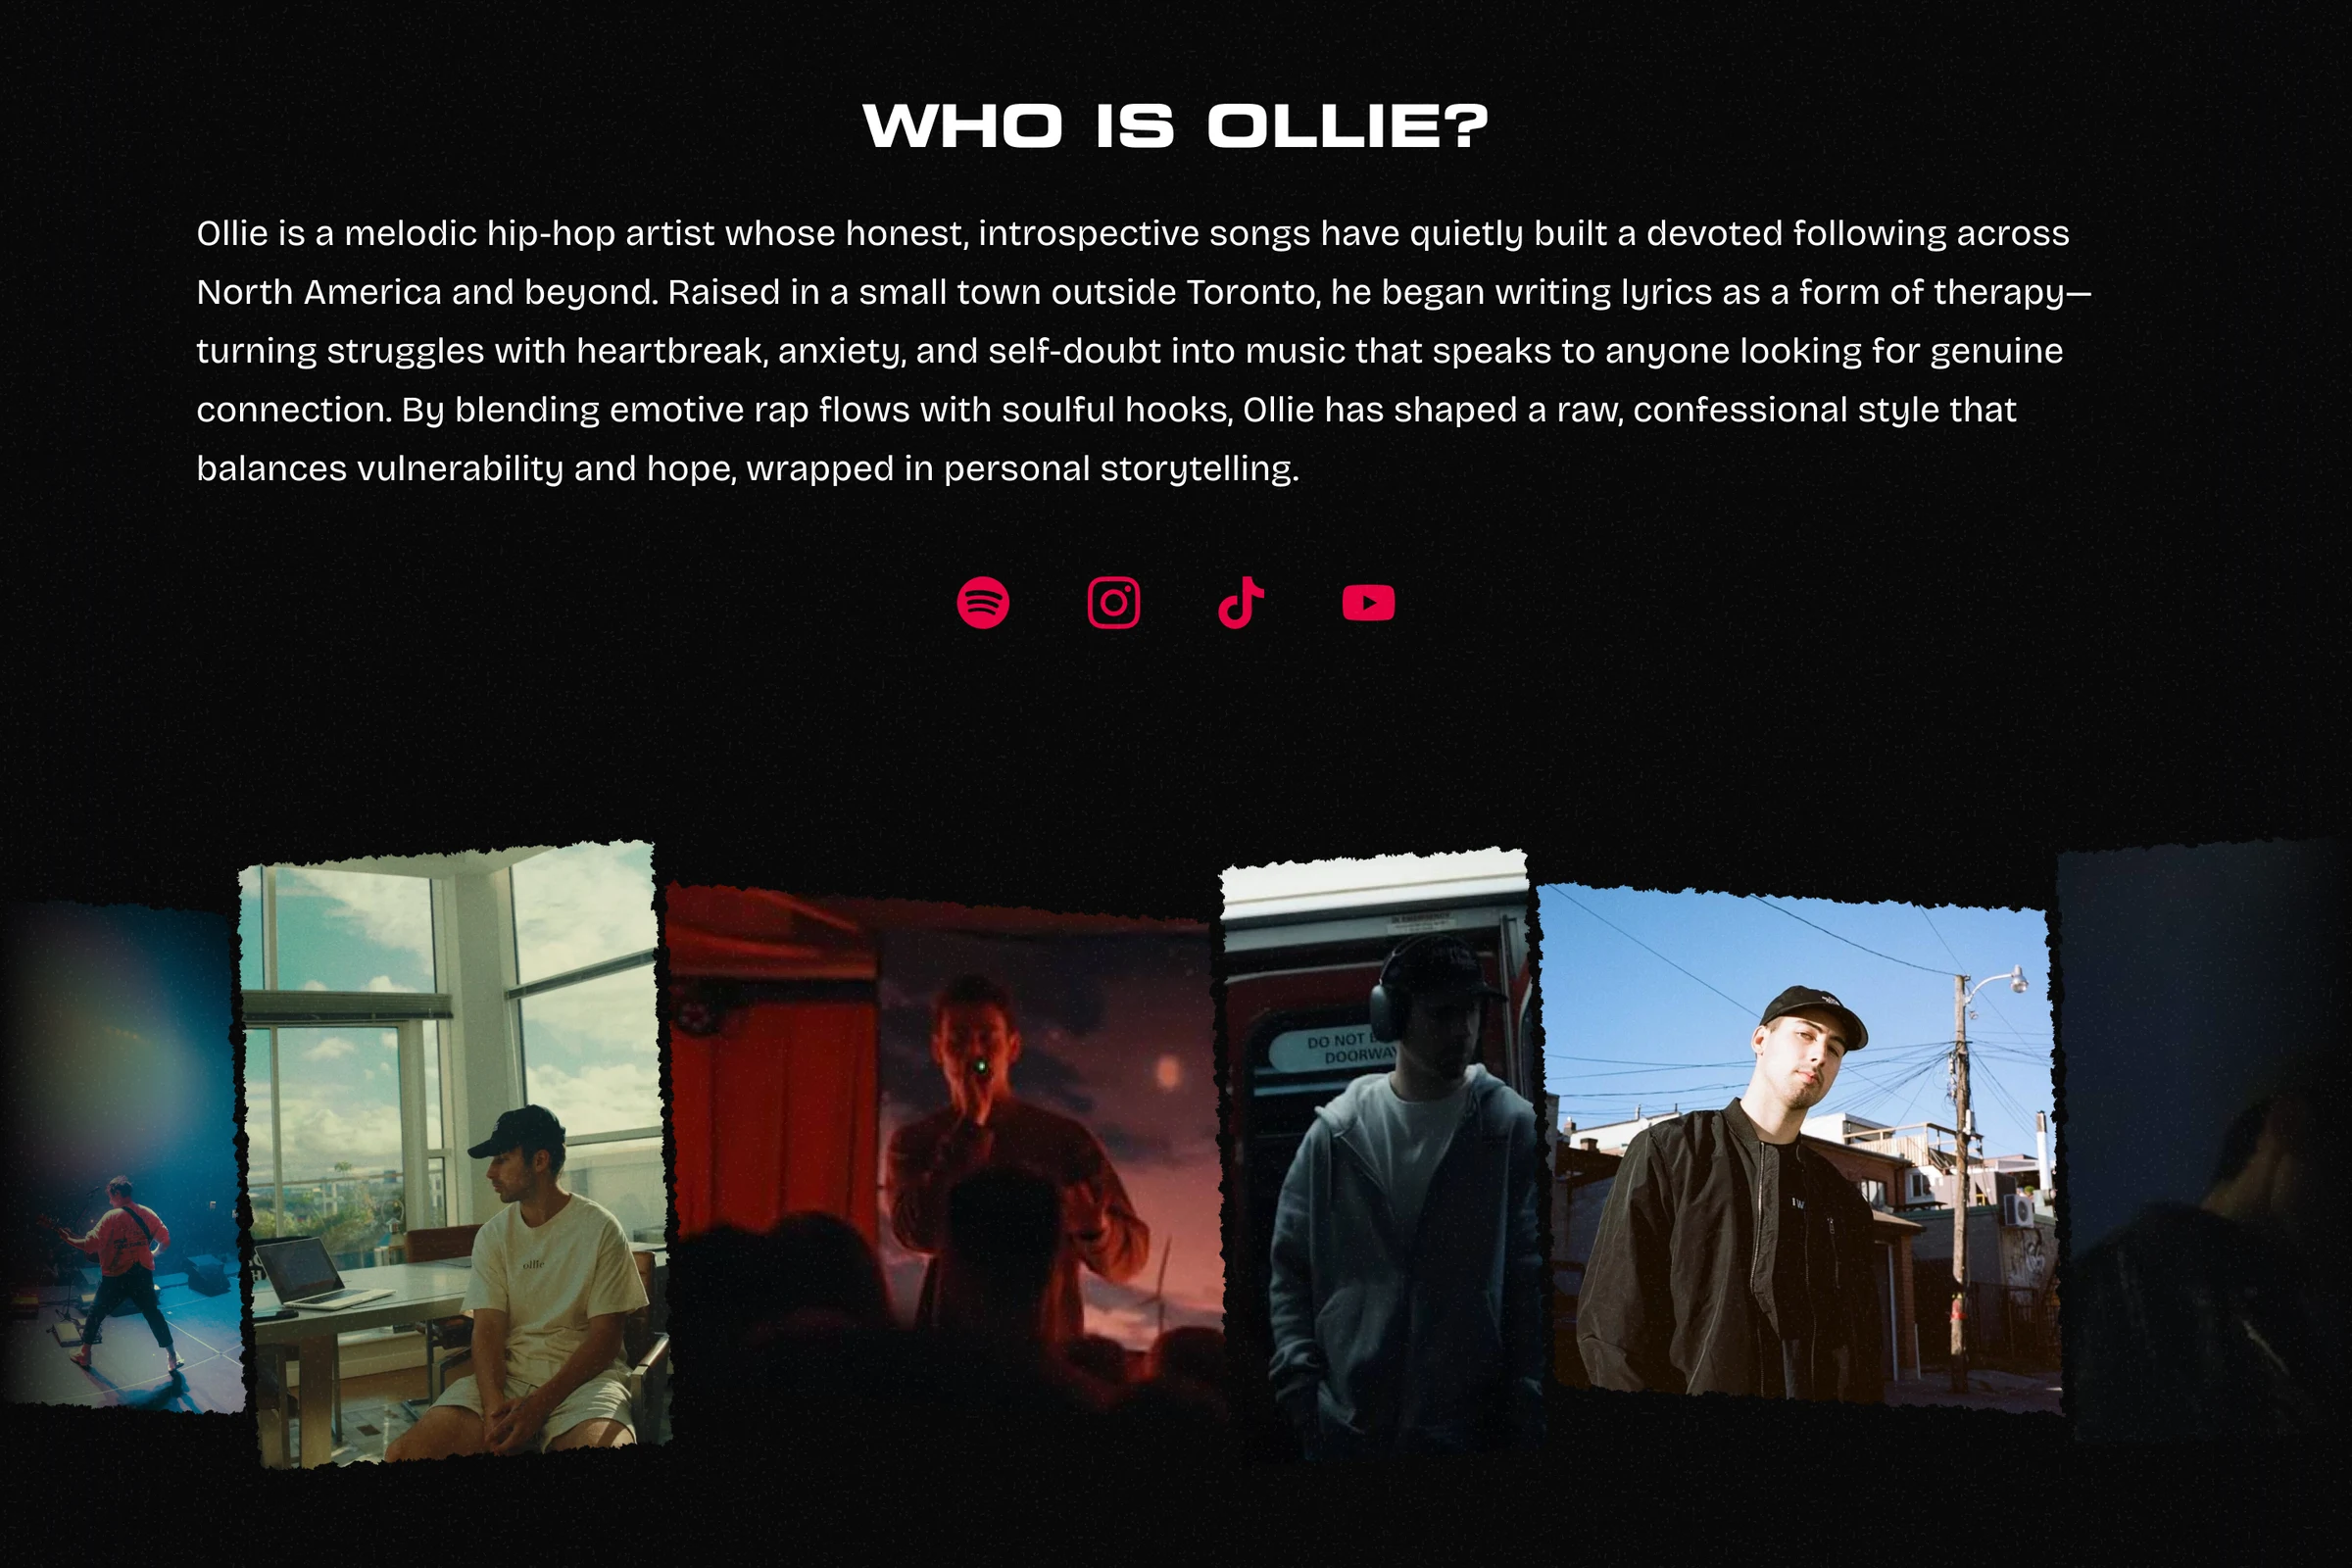 WHO IS OLLIE?
Ollie is a melodic hip-hop artist whose honest, introspective songs have quietly built a devoted following across
North America and beyond. Raised in a small town outside Toronto, he began writing lyrics as a form of therapy—
turning struggles with heartbreak, anxiety, and self-doubt into music that speaks to anyone looking for genuine
connection. By blending emotive rap flows with soulful hooks, Ollie has shaped a raw, confessional style that
balances vulnerability and hope, wrapped in personal storytelling.
ollie
DO NOT
DOORWAY